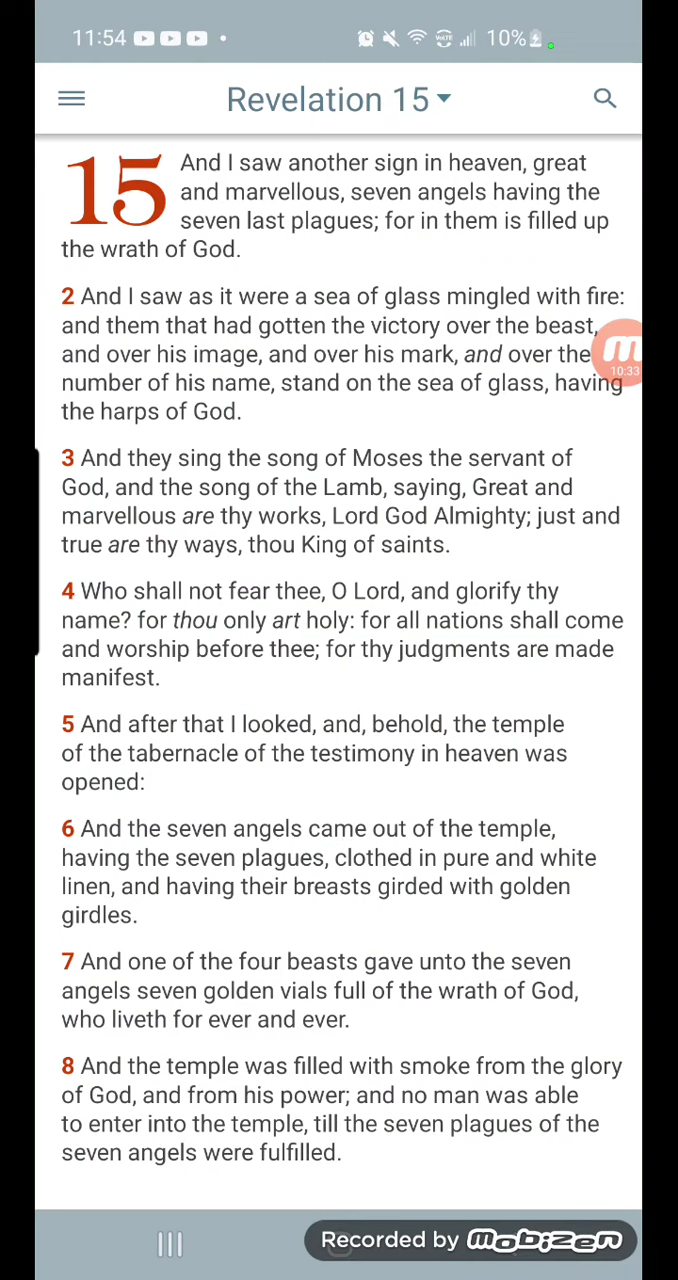 11:54
VoLTE
10%
Revelation 15
15 And I saw another sign in heaven, great
and marvellous, seven angels having the
seven last plagues; for in them is filled up
the wrath of God.
2 And I saw as it were a sea of glass mingled with fire:
and them that had gotten the victory over the beast,
and over his image, and over his mark, and over the
number of his name, stand on the sea of glass, having
the harps of God.
m
10:33
3 And they sing the song of Moses the servant of
God, and the song of the Lamb, saying, Great and
marvellous are thy works, Lord God Almighty; just and
true are thy ways, thou King of saints.
4 Who shall not fear thee, O Lord, and glorify thy
name? for thou only art holy: for all nations shall come
and worship before thee; for thy judgments are made
manifest.
5 And after that I looked, and, behold, the temple
of the tabernacle of the testimony in heaven was
opened:
6 And the seven angels came out of the temple,
having the seven plagues, clothed in pure and white
linen, and having their breasts girded with golden
girdles.
7 And one of the four beasts gave unto the seven
angels seven golden vials full of the wrath of God,
who liveth for ever and ever.
8 And the temple was filled with smoke from the glory
of God, and from his power; and no man was able
to enter into the temple, till the seven plagues of the
seven angels were fulfilled.
Recorded by mobizen